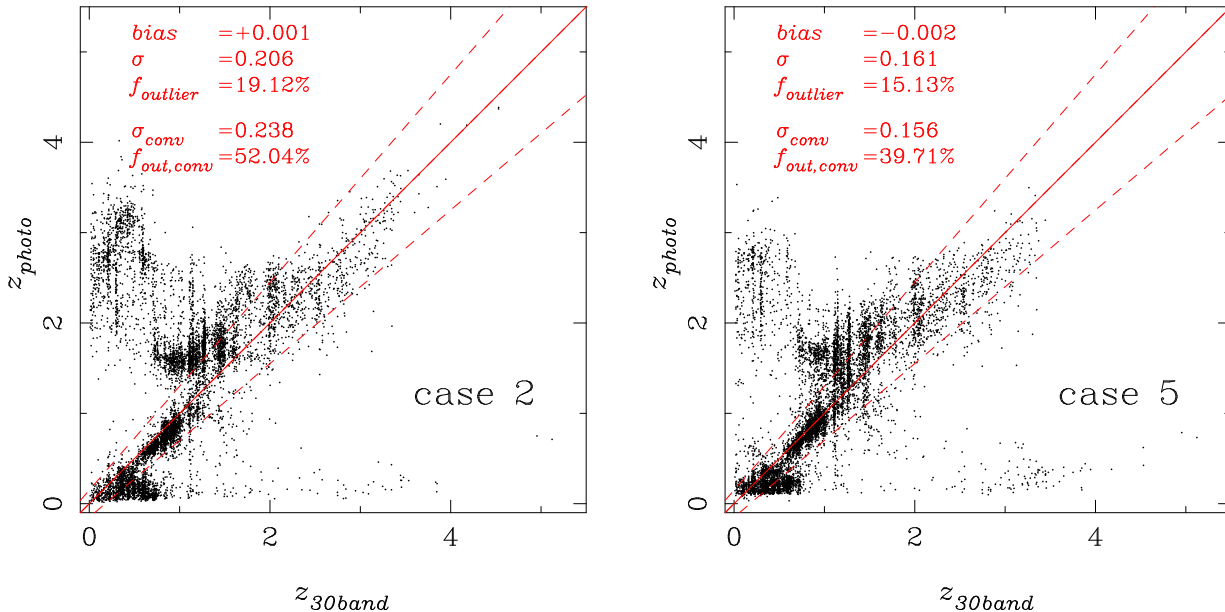 bias =+0.001
σ =0.206
f_outlier =19.12%
σ_conv =0.238
f_out,conv =52.04%
case 2
z_photo
0 2 4
0 2 4
z_30band
bias =−0.002
σ =0.161
f_outlier =15.13%
σ_conv =0.156
f_out,conv =39.71%
case 5
z_photo
0 2 4
0 2 4
z_30band